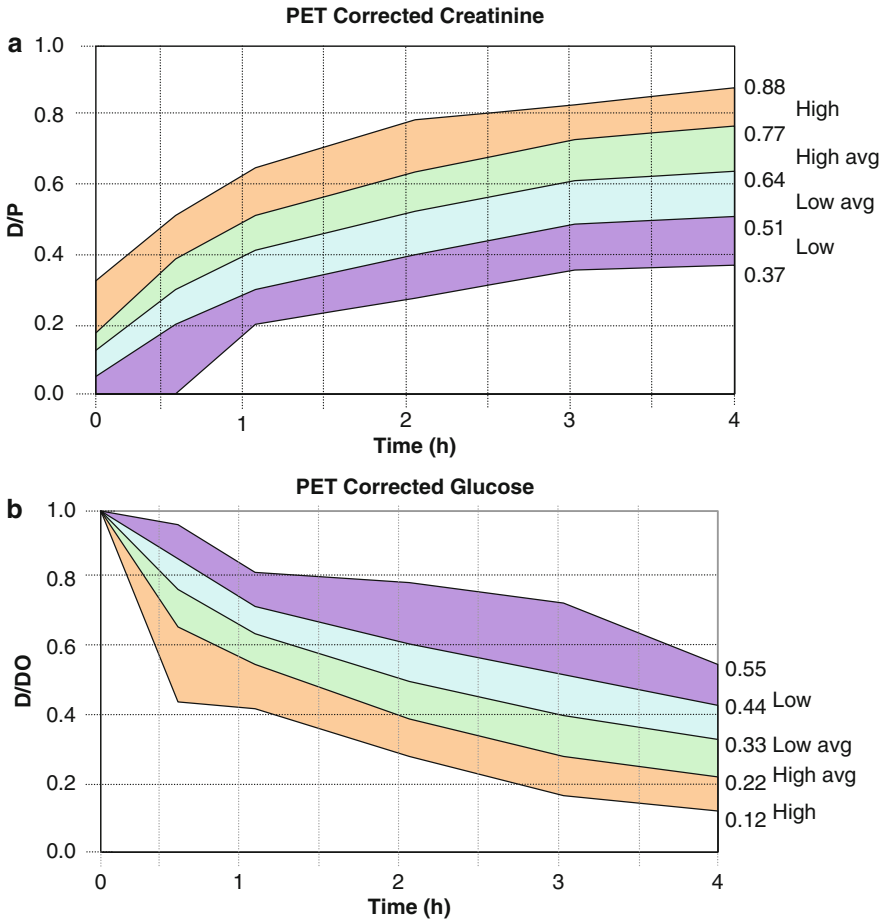 PET Corrected Creatinine
a
1.0
0.8
0.6
0.4
0.2
0.0
D/P
0 1 2 3 4
Time (h)
0.88
High
0.77
High avg
0.64
Low avg
0.51
Low
0.37
PET Corrected Glucose
b
1.0
0.8
0.6
0.4
0.2
0.0
D/DO
0 1 2 3 4
Time (h)
0.55
0.44 Low
0.33 Low avg
0.22 High avg
0.12 High